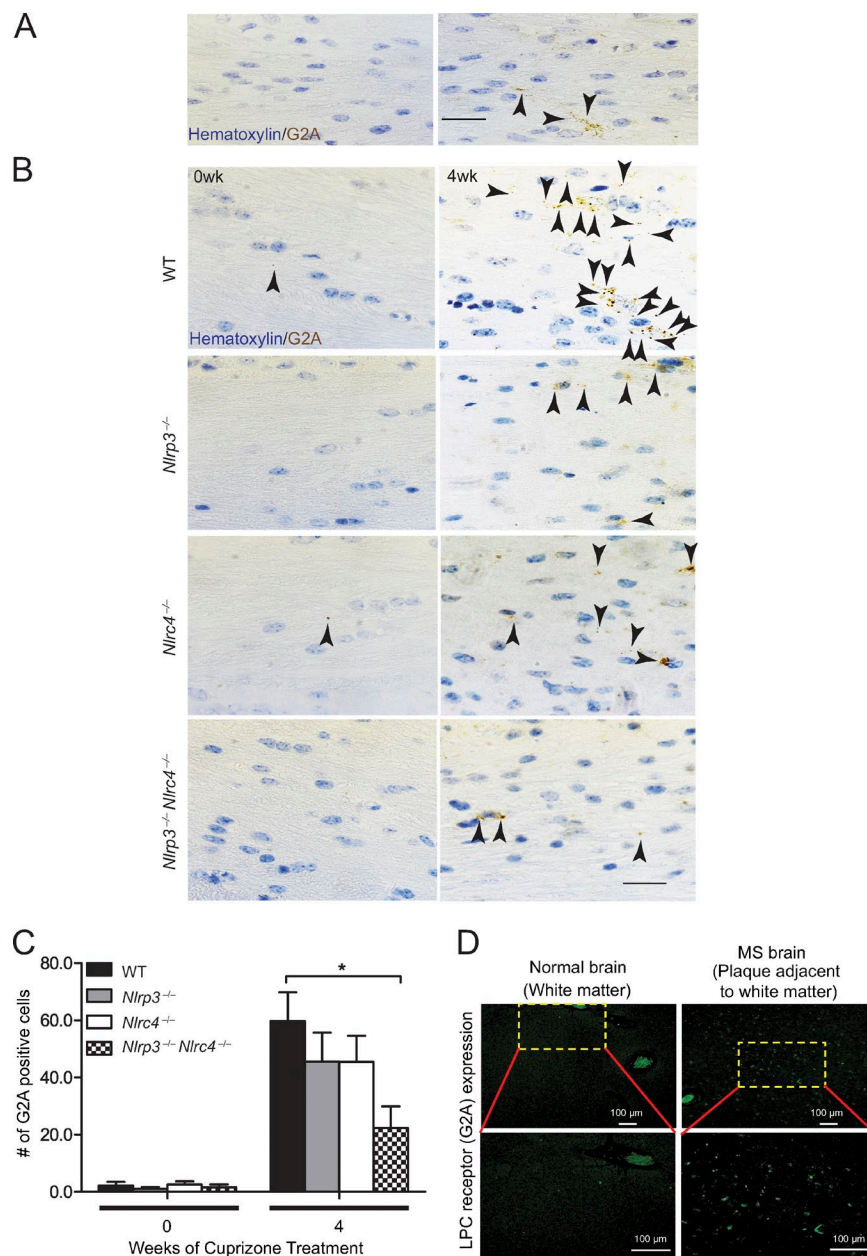 A
Hematoxylin/G2A
B
0wk
4wk
WT
Hematoxylin/G2A
Nlrp3⁻/⁻
Nlrc4⁻/⁻
Nlrp3⁻/⁻ Nlrc4⁻/⁻
C
80.0
60.0
40.0
20.0
0.0
# of G2A positive cells
WT
Nlrp3⁻/⁻
Nlrc4⁻/⁻
Nlrp3⁻/⁻ Nlrc4⁻/⁻
*
0
4
Weeks of Cuprizone Treatment
D
Normal brain
(White matter)
MS brain
(Plaque adjacent
to white matter)
LPC receptor (G2A) expression
100 µm
100 µm
100 µm
100 µm